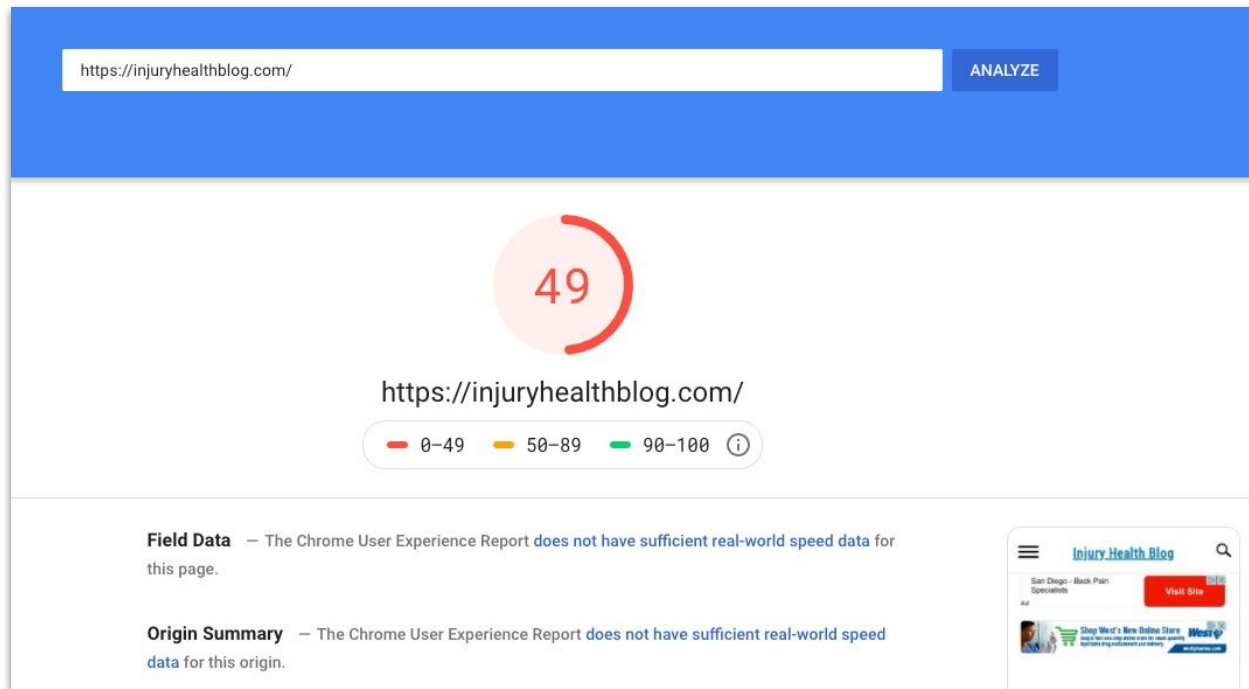 https://injuryhealthblog.com/
ANALYZE
49
https://injuryhealthblog.com/
0–49 50–89 90–100
Field Data — The Chrome User Experience Report does not have sufficient real-world speed data for
this page.
Origin Summary — The Chrome User Experience Report does not have sufficient real-world speed
data for this origin.
Injury Health Blog
San Diego - Back Pain
Specialists
Ad
Visit Site
Shop West's New Online Store
West